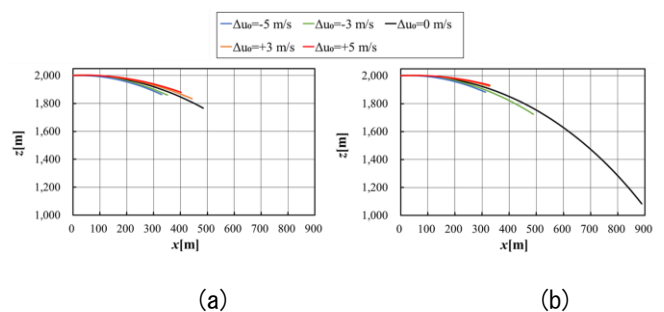 Δu₀=-5 m/s Δu₀=-3 m/s Δu₀=0 m/s
Δu₀=+3 m/s Δu₀=+5 m/s
2,000
1,800
1,600
1,400
1,200
1,000
z[m]
0 100 200 300 400 500 600 700 800 900
x[m]
(a)
2,000
1,800
1,600
1,400
1,200
1,000
z[m]
0 100 200 300 400 500 600 700 800 900
x[m]
(b)